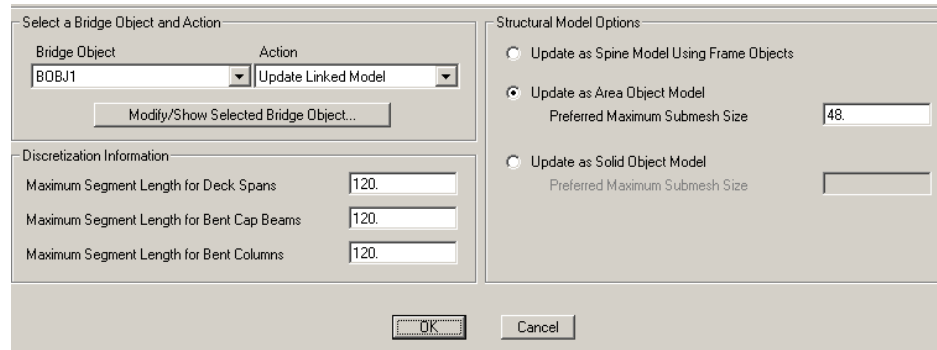 Select a Bridge Object and Action
Bridge Object
Action
BOBJ1
Update Linked Model
Modify/Show Selected Bridge Object...
Discretization Information
Maximum Segment Length for Deck Spans
120.
Maximum Segment Length for Bent Cap Beams
120.
Maximum Segment Length for Bent Columns
120.
Structural Model Options
Update as Spine Model Using Frame Objects
Update as Area Object Model
Preferred Maximum Submesh Size
48.
Update as Solid Object Model
Preferred Maximum Submesh Size
OK
Cancel